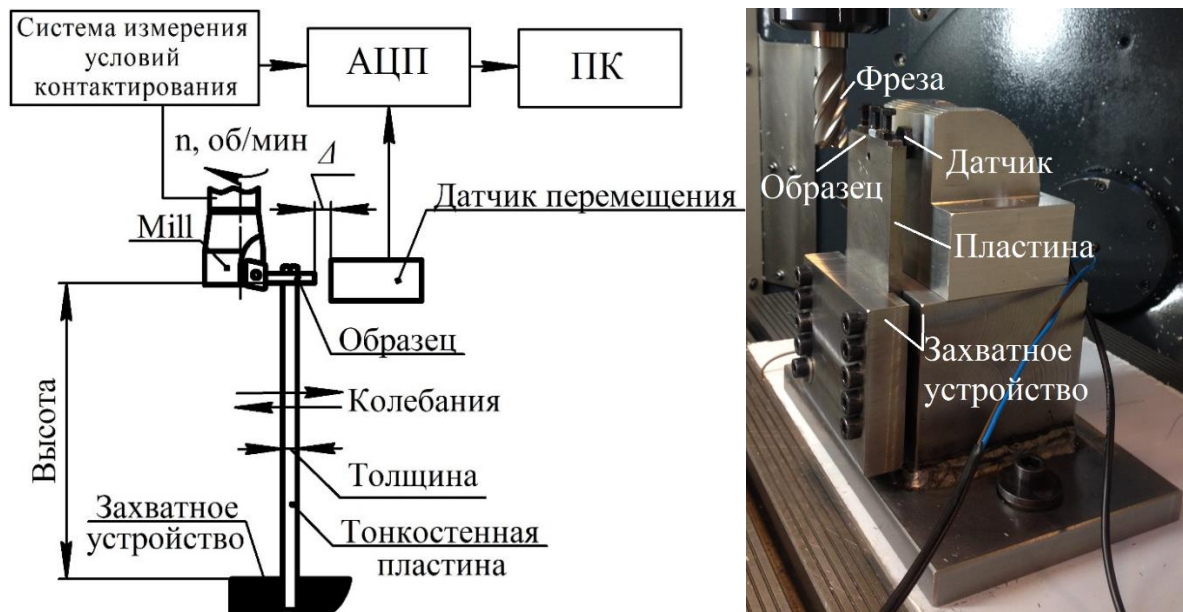 Система измерения
условий
контактирования
АЦП
ПК
n, об/мин
Δ
Датчик перемещения
Mill
Образец
Колебания
Высота
Толщина
Захватное
устройство
Тонкостенная
пластина
Фреза
Датчик
Образец
Пластина
Захватное
устройство